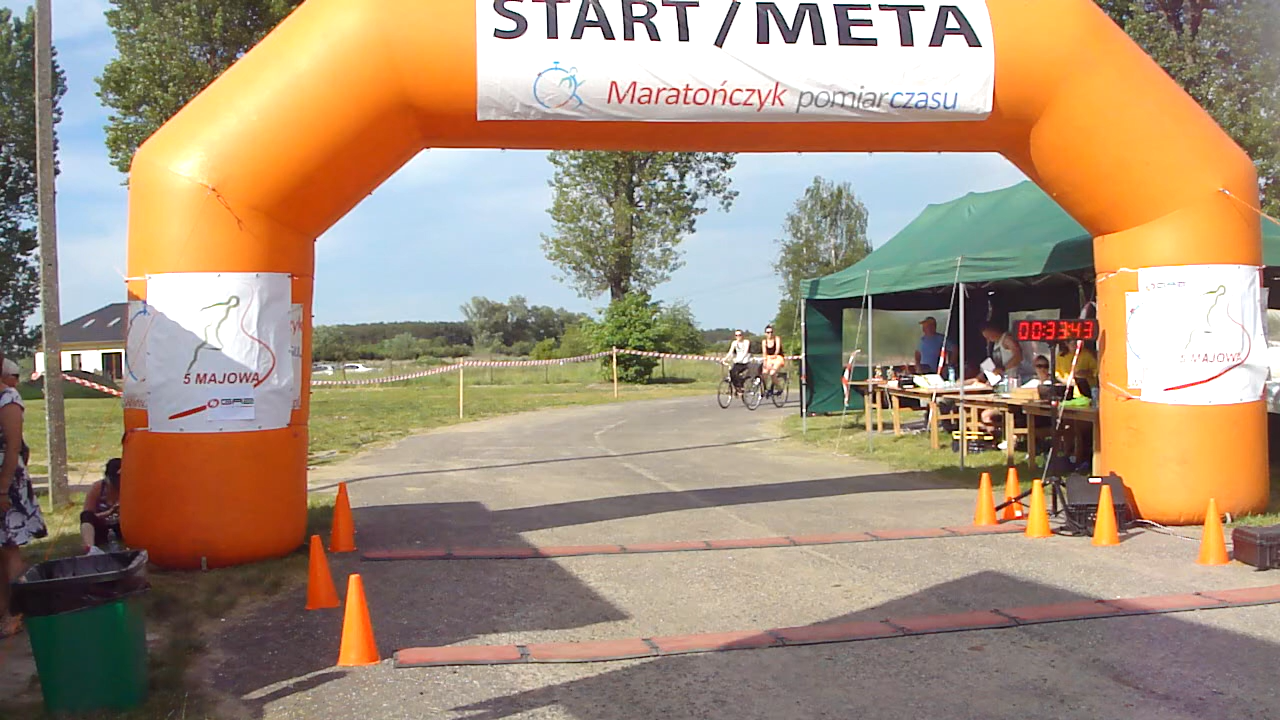 START / META
Maratończyk pomiarczasu
00:33:43
5 MAJOWA
5 MAJOWA